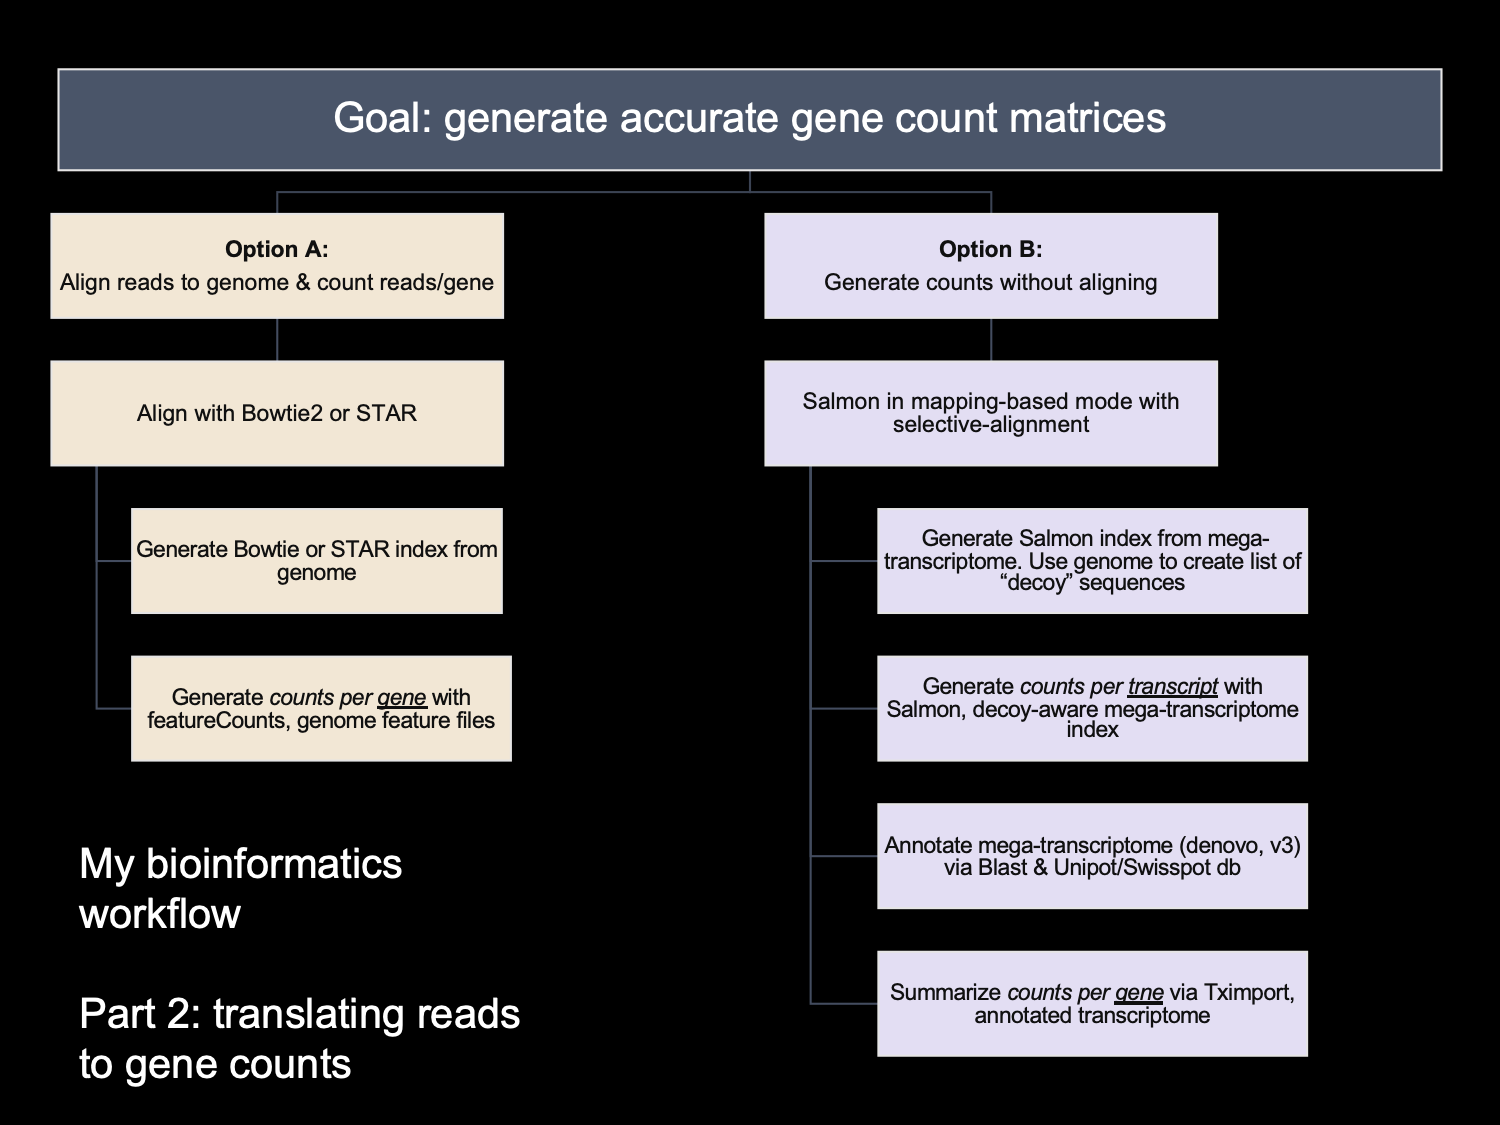 Goal: generate accurate gene count matrices
Option A:
Align reads to genome & count reads/gene
Align with Bowtie2 or STAR
Generate Bowtie or STAR index from
genome
Generate counts per gene with
featureCounts, genome feature files
Option B:
Generate counts without aligning
Salmon in mapping-based mode with
selective-alignment
Generate Salmon index from mega-
transcriptome. Use genome to create list of
“decoy” sequences
Generate counts per transcript with
Salmon, decoy-aware mega-transcriptome
index
Annotate mega-transcriptome (denovo, v3)
via Blast & Unipot/Swisspot db
Summarize counts per gene via Tximport,
annotated transcriptome
My bioinformatics
workflow
Part 2: translating reads
to gene counts